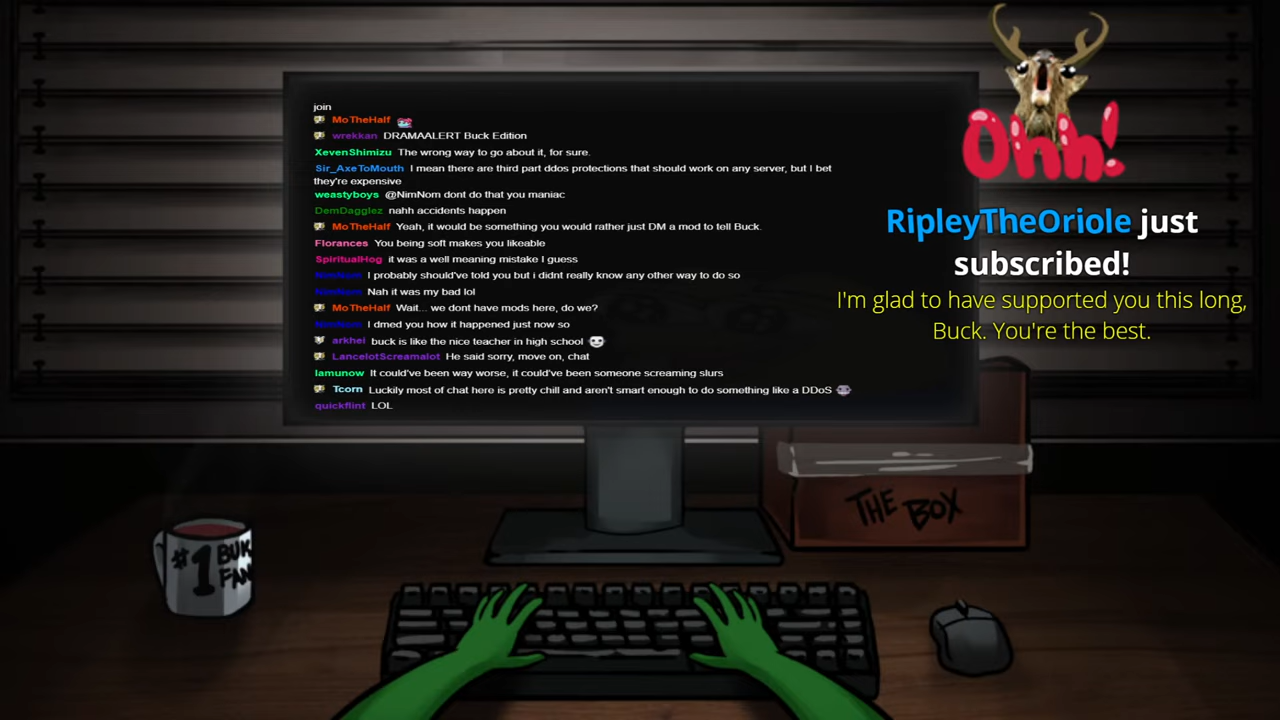 join
MoTheHalf
wrekkan DRAMAALERT Buck Edition
XevenShimizu The wrong way to go about it, for sure.
Sir_AxeToMouth I mean there are third part ddos protections that should work on any server, but I bet
they're expensive
weastyboys @NimNom dont do that you maniac
DemDagglez nahh accidents happen
MoTheHalf Yeah, it would be something you would rather just DM a mod to tell Buck.
Florances You being soft makes you likeable
SpiritualHog it was a well meaning mistake I guess
NimNom I probably should've told you but i didnt really know any other way to do so
NimNom Nah it was my bad lol
MoTheHalf Wait... we dont have mods here, do we?
NimNom I dmed you how it happened just now so
arkhei buck is like the nice teacher in high school
LancelotScreamalot He said sorry, move on, chat
Iamunow It could've been way worse, it could've been someone screaming slurs
Tcorn Luckily most of chat here is pretty chill and aren't smart enough to do something like a DDoS
quickflint LOL
Ohh!
RipleyTheOriole just
subscribed!
I'm glad to have supported you this long,
Buck. You're the best.
THE BOX
#1 BUK
FAN